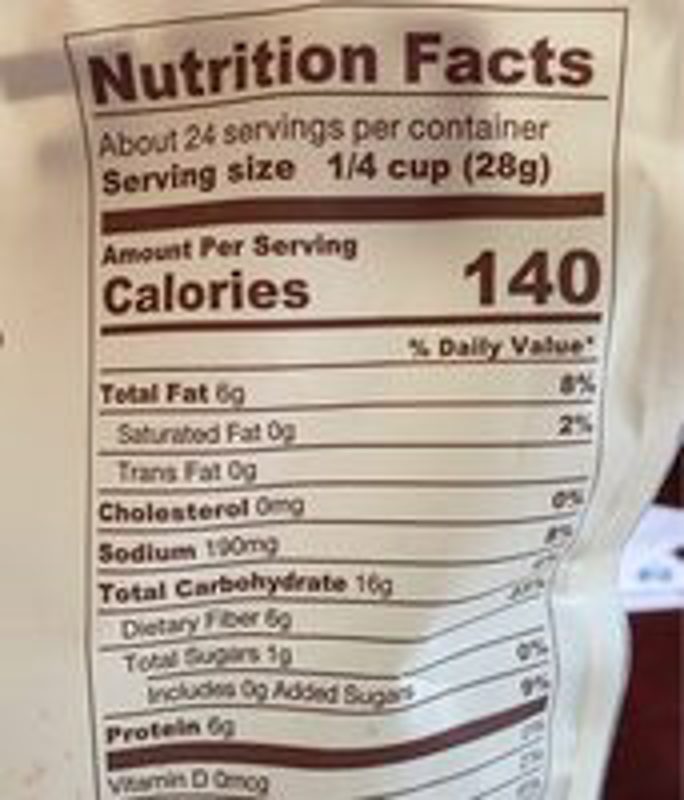 Nutrition Facts
About 24 servings per container
Serving size 1/4 cup (28g)
Amount Per Serving
Calories 140
% Daily Value*
Total Fat 6g 8%
Saturated Fat 0g 2%
Trans Fat 0g
Cholesterol 0mg 0%
Sodium 190mg 8%
Total Carbohydrate 16g
Dietary Fiber 6g
Total Sugars 1g
Includes 0g Added Sugars 0%
Protein 6g 9%
Vitamin D 0mcg